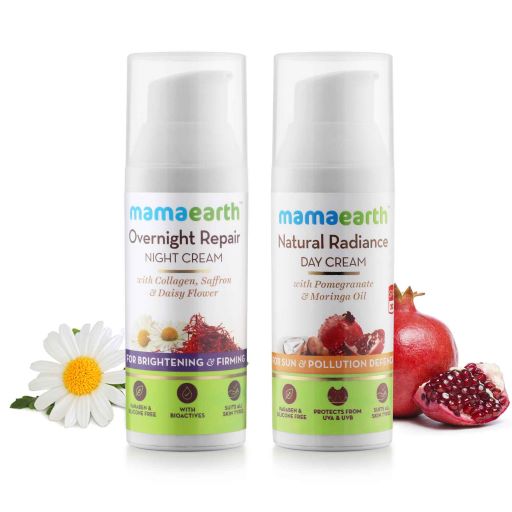 mamaearth™
Overnight Repair
NIGHT CREAM
with Collagen, Saffron
& Daisy Flower
FOR BRIGHTENING & FIRMING
PARABEN &
SILICONE FREE
WITH
BIOACTIVES
SUITS ALL
SKIN TYPES
mamaearth™
Natural Radiance
DAY CREAM
with Pomegranate
& Moringa Oil
FOR SUN & POLLUTION DEFENCE
PARABEN &
SILICONE FREE
PROTECTS FROM
UVA & UVB
SUITS ALL
SKIN TYPES